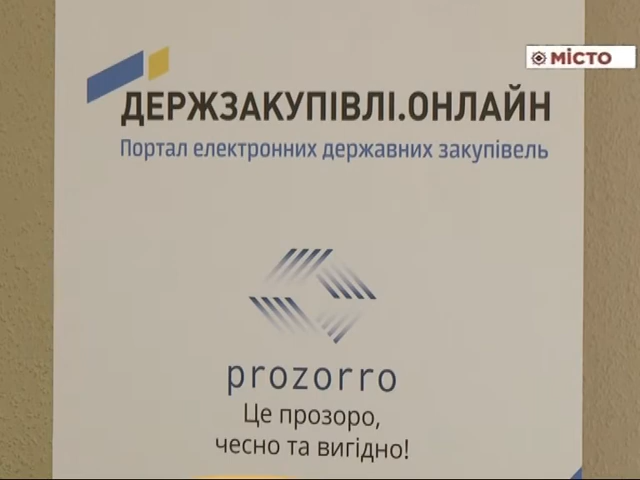 МІСТО
ДЕРЖЗАКУПІВЛІ.ОНЛАЙН
Портал електронних державних закупівель
prozorro
Це прозоро,
чесно та вигідно!